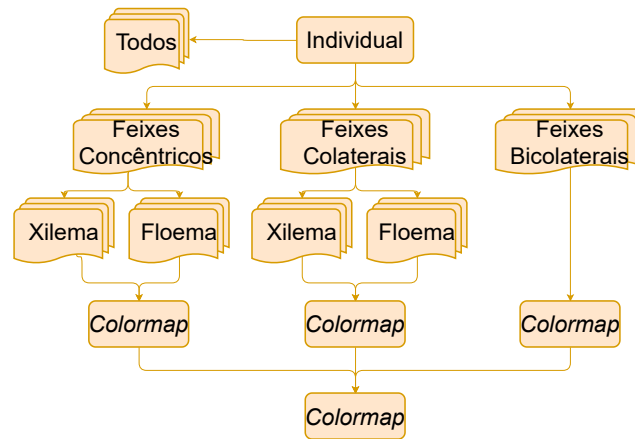 Todos
Individual
Feixes
Concêntricos
Feixes
Colaterais
Feixes
Bicolaterais
Xilema
Floema
Xilema
Floema
Colormap
Colormap
Colormap
Colormap